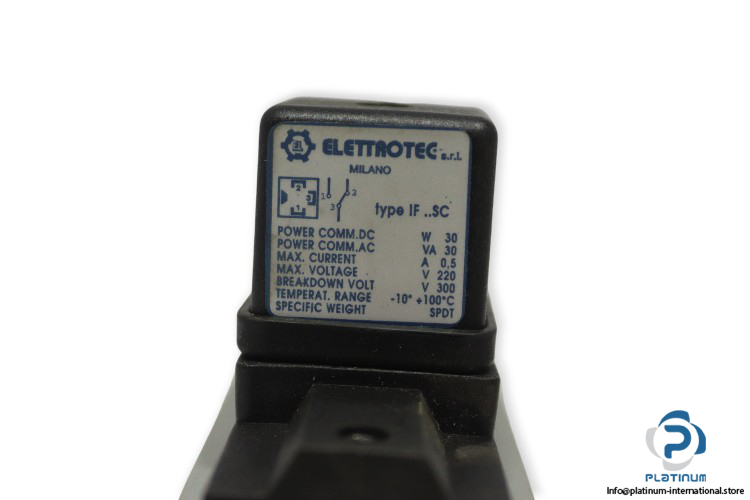 ELETTROTEC s.r.l.
MILANO
2
1
1 2
3
type IF ..SC
POWER COMM.DC W 30
POWER COMM.AC VA 30
MAX. CURRENT A 0,5
MAX. VOLTAGE V 220
BREAKDOWN VOLT V 300
TEMPERAT. RANGE -10° +100°C
SPECIFIC WEIGHT SPDT
PLATINUM
Info@platinum-international.store